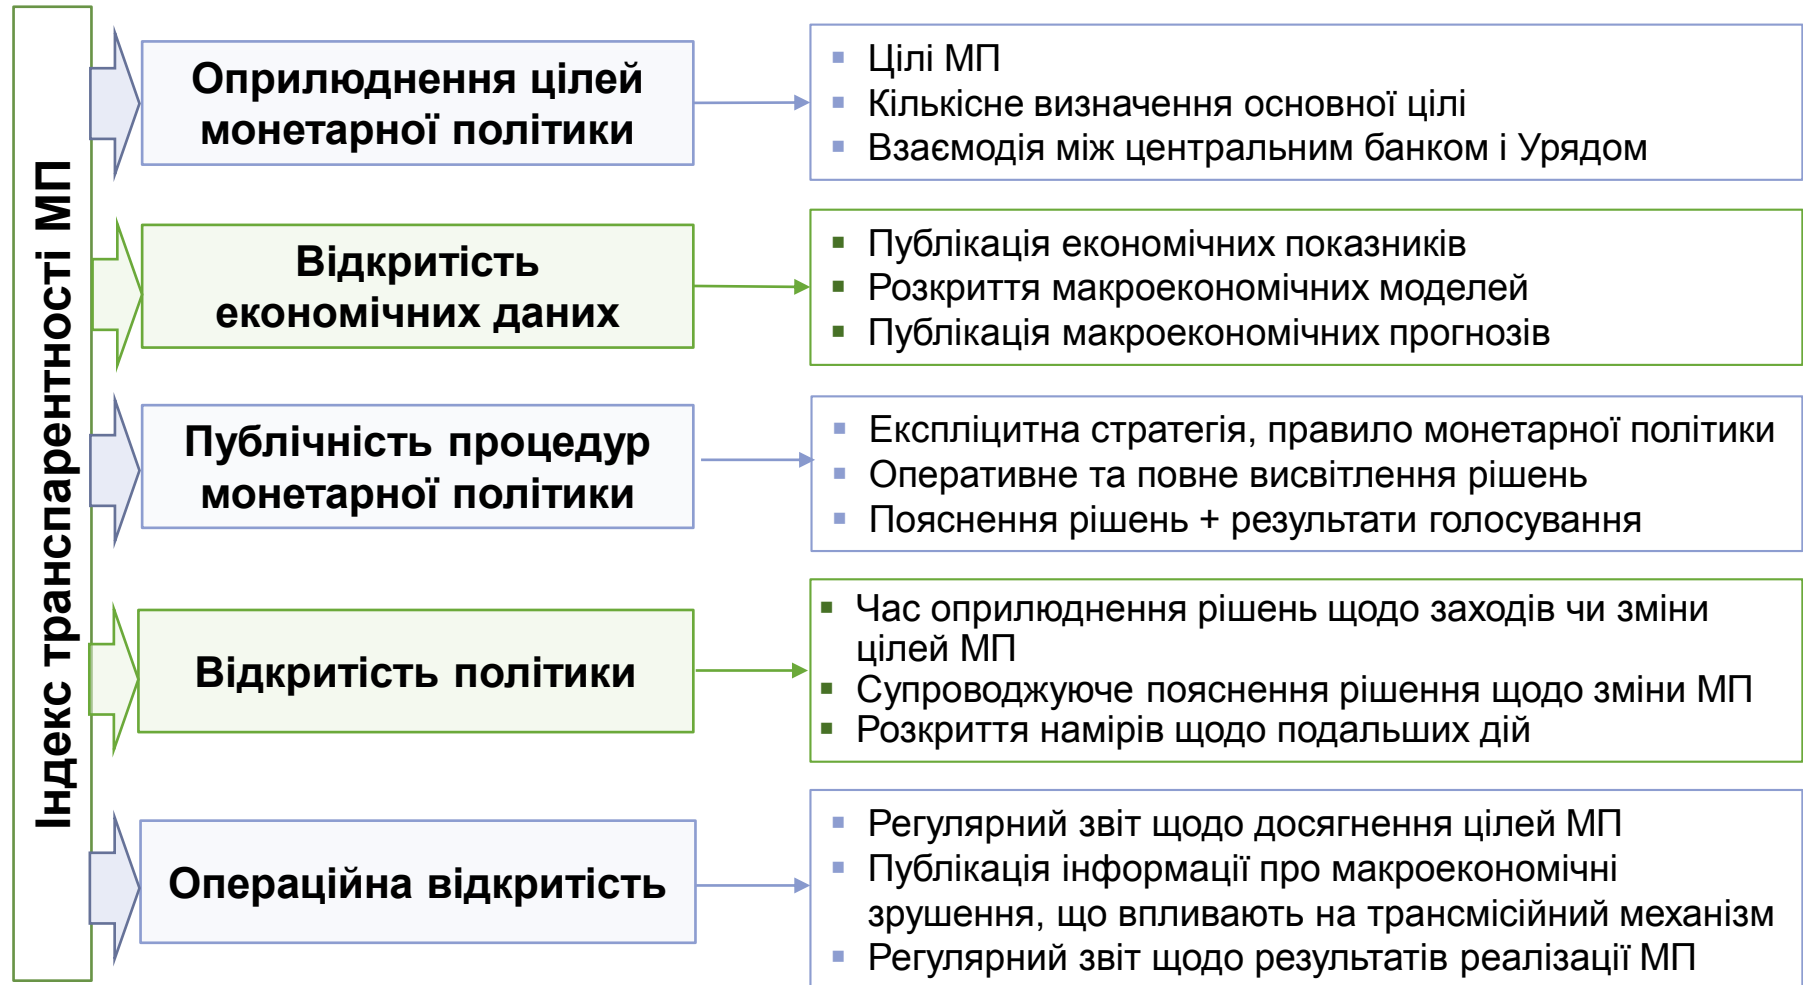 Індекс транспарентності МП
Оприлюднення цілей
монетарної політики
▪ Цілі МП
▪ Кількісне визначення основної цілі
▪ Взаємодія між центральним банком і Урядом
Відкритість
економічних даних
▪ Публікація економічних показників
▪ Розкриття макроекономічних моделей
▪ Публікація макроекономічних прогнозів
Публічність процедур
монетарної політики
▪ Експліцитна стратегія, правило монетарної політики
▪ Оперативне та повне висвітлення рішень
▪ Пояснення рішень + результати голосування
Відкритість політики
▪ Час оприлюднення рішень щодо заходів чи зміни
цілей МП
▪ Супроводжуюче пояснення рішення щодо зміни МП
▪ Розкриття намірів щодо подальших дій
Операційна відкритість
▪ Регулярний звіт щодо досягнення цілей МП
▪ Публікація інформації про макроекономічні
зрушення, що впливають на трансмісійний механізм
▪ Регулярний звіт щодо результатів реалізації МП